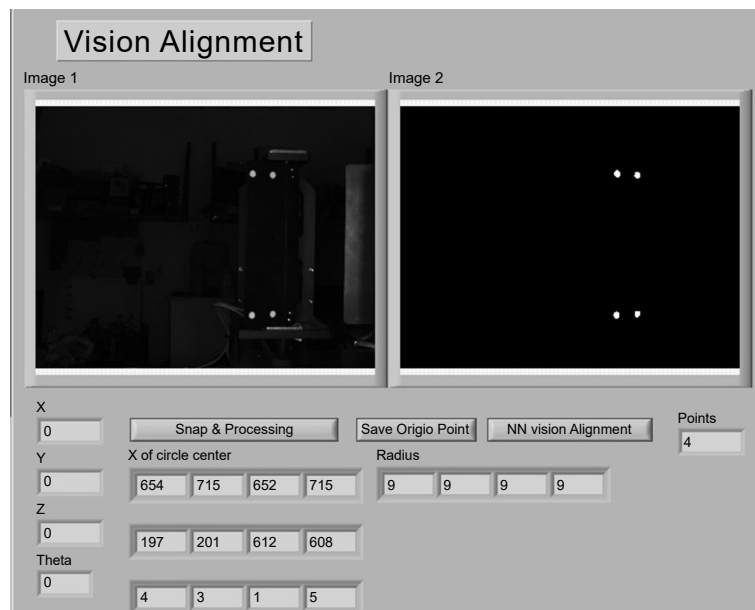 Vision Alignment
Image 1
Image 2
X
0
Snap & Processing
Save Origio Point
NN vision Alignment
Points
4
Y
0
X of circle center
654 715 652 715
Radius
9 9 9 9
Z
0
197 201 612 608
Theta
0
4 3 1 5